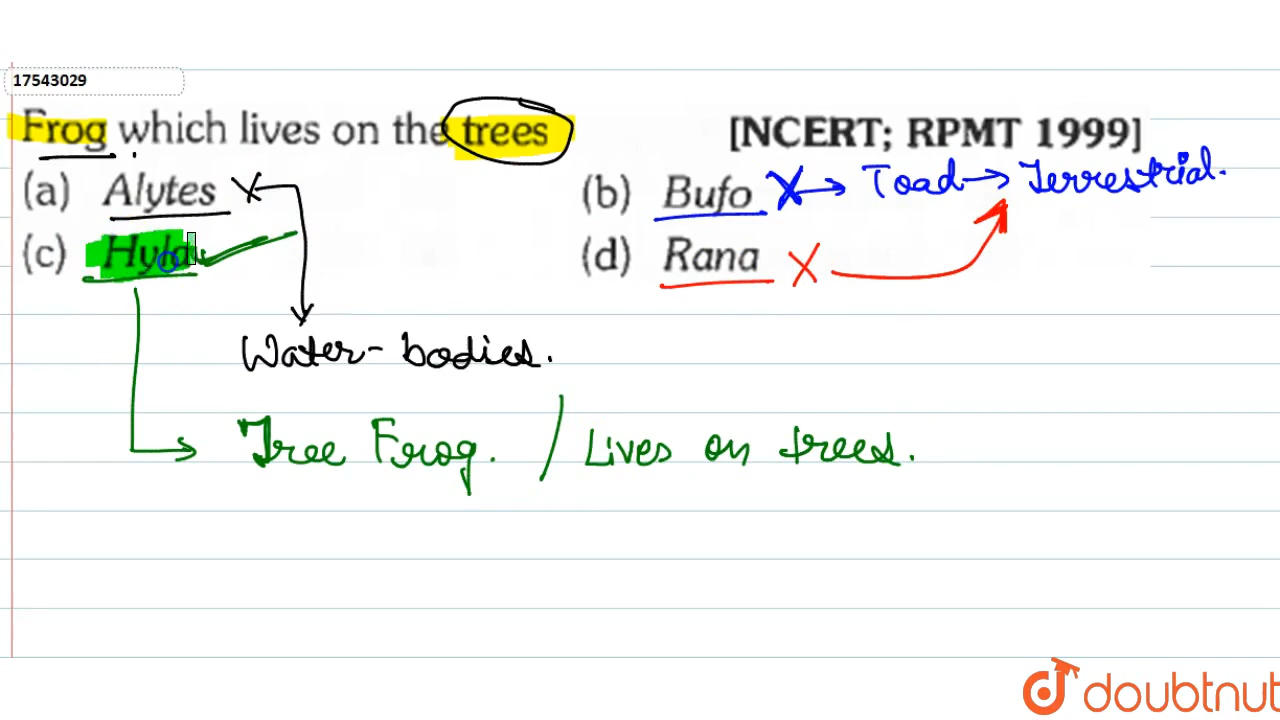 17543029
Frog which lives on the trees [NCERT; RPMT 1999]
(a) Alytes X (b) Bufo X → Toad → Terrestrial.
(c) Hyla (d) Rana X
Water-bodies.
Tree Frog. / Lives on trees.
doubtnut